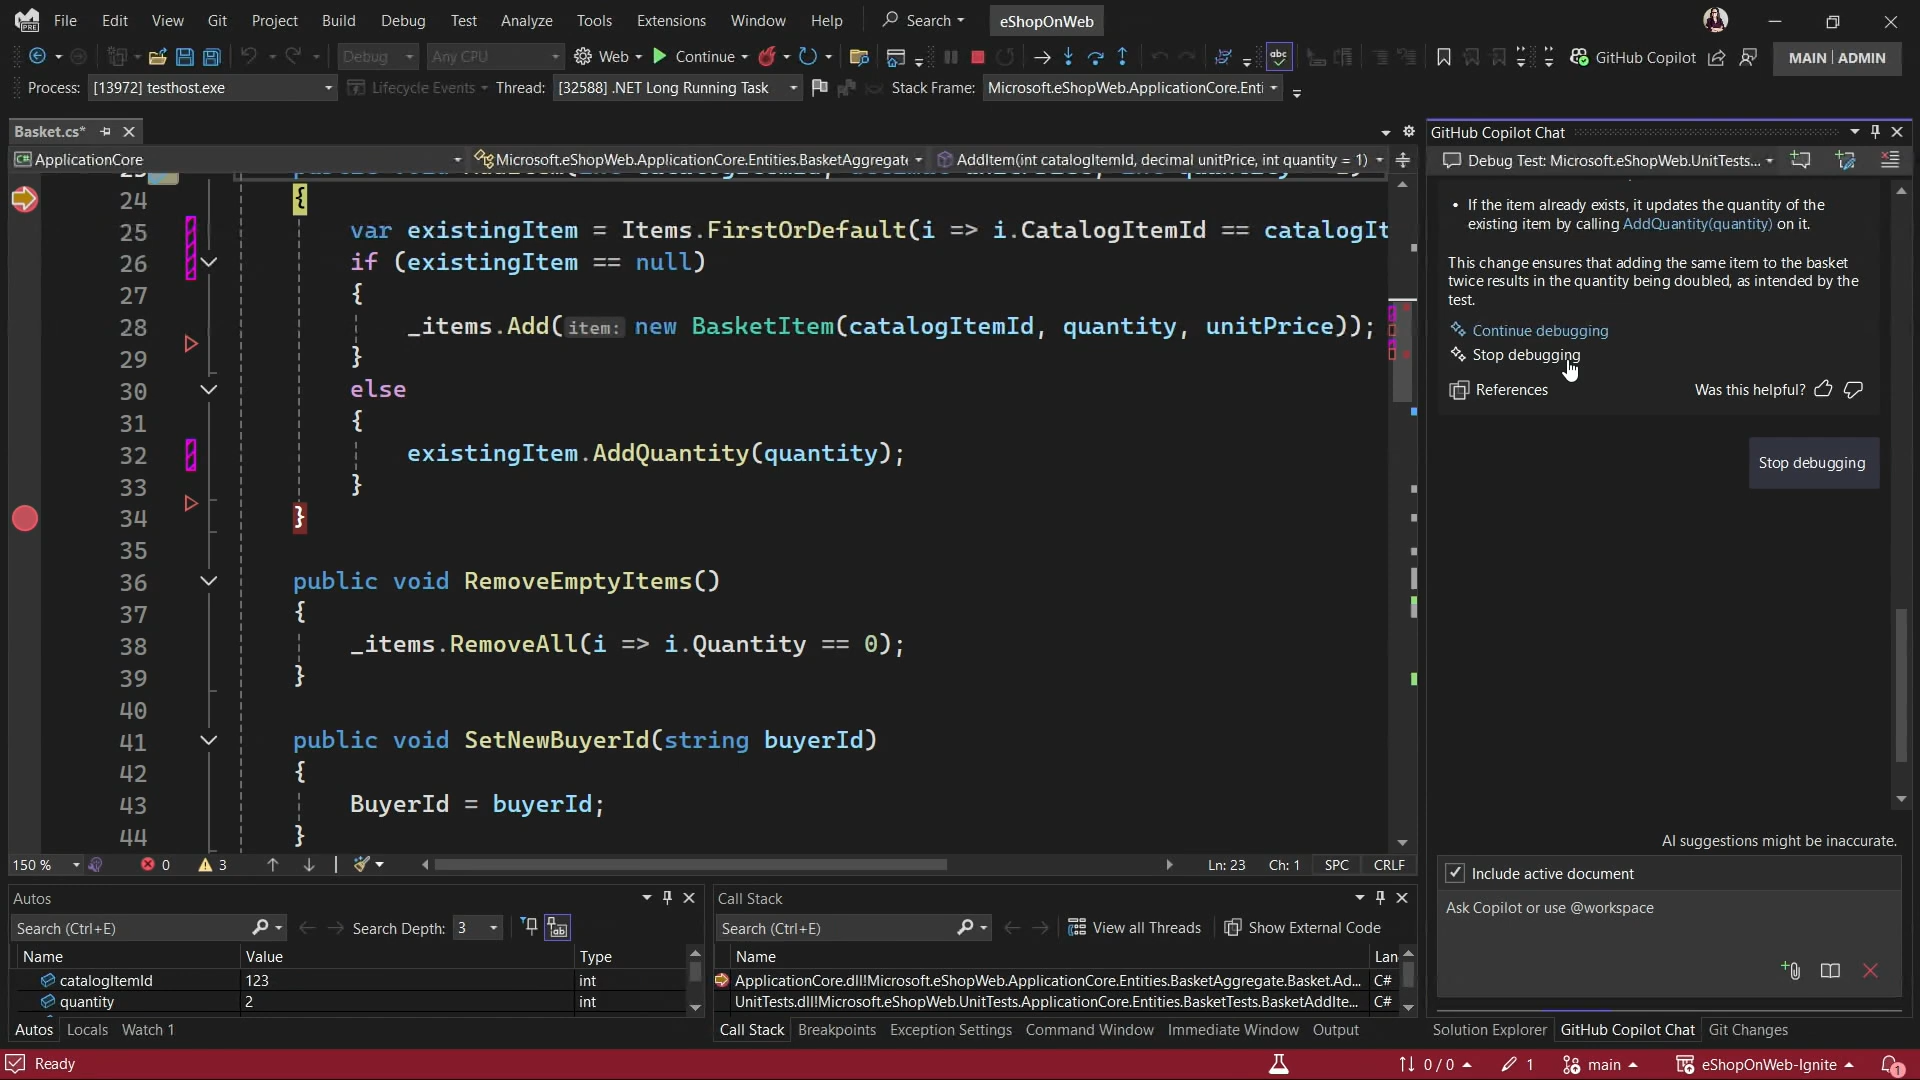 File Edit View Git Project Build Debug Test Analyze Tools Extensions Window Help Search eShopOnWeb
Debug Any CPU Web Continue GitHub Copilot MAIN | ADMIN
Process: [13972] testhost.exe Lifecycle Events Thread: [32588] .NET Long Running Task Stack Frame: Microsoft.eShopWeb.ApplicationCore.Enti
Basket.cs*
ApplicationCore Microsoft.eShopWeb.ApplicationCore.Entities.BasketAggregate AddItem(int catalogItemId, decimal unitPrice, int quantity = 1)
24 {
25 var existingItem = Items.FirstOrDefault(i => i.CatalogItemId == catalogIt
26 if (existingItem == null)
27 {
28 _items.Add(item: new BasketItem(catalogItemId, quantity, unitPrice));
29 }
30 else
31 {
32 existingItem.AddQuantity(quantity);
33 }
34 }
35
36 public void RemoveEmptyItems()
37 {
38 _items.RemoveAll(i => i.Quantity == 0);
39 }
40
41 public void SetNewBuyerId(string buyerId)
42 {
43 BuyerId = buyerId;
44 }
150 % 0 3 Ln: 23 Ch: 1 SPC CRLF
GitHub Copilot Chat
Debug Test: Microsoft.eShopWeb.UnitTests...
• If the item already exists, it updates the quantity of the
existing item by calling AddQuantity(quantity) on it.
This change ensures that adding the same item to the basket
twice results in the quantity being doubled, as intended by the
test.
Continue debugging
Stop debugging
References Was this helpful?
Stop debugging
AI suggestions might be inaccurate.
Include active document
Ask Copilot or use @workspace
Autos
Search (Ctrl+E) Search Depth: 3
Name Value Type
catalogItemId 123 int
quantity 2 int
Autos Locals Watch 1
Call Stack
Search (Ctrl+E) View all Threads Show External Code
Name Lan
ApplicationCore.dll!Microsoft.eShopWeb.ApplicationCore.Entities.BasketAggregate.Basket.Ad... C#
UnitTests.dll!Microsoft.eShopWeb.UnitTests.ApplicationCore.Entities.BasketTests.BasketAddIte... C#
Call Stack Breakpoints Exception Settings Command Window Immediate Window Output
Solution Explorer GitHub Copilot Chat Git Changes
Ready 0 / 0 1 main eShopOnWeb-Ignite 1